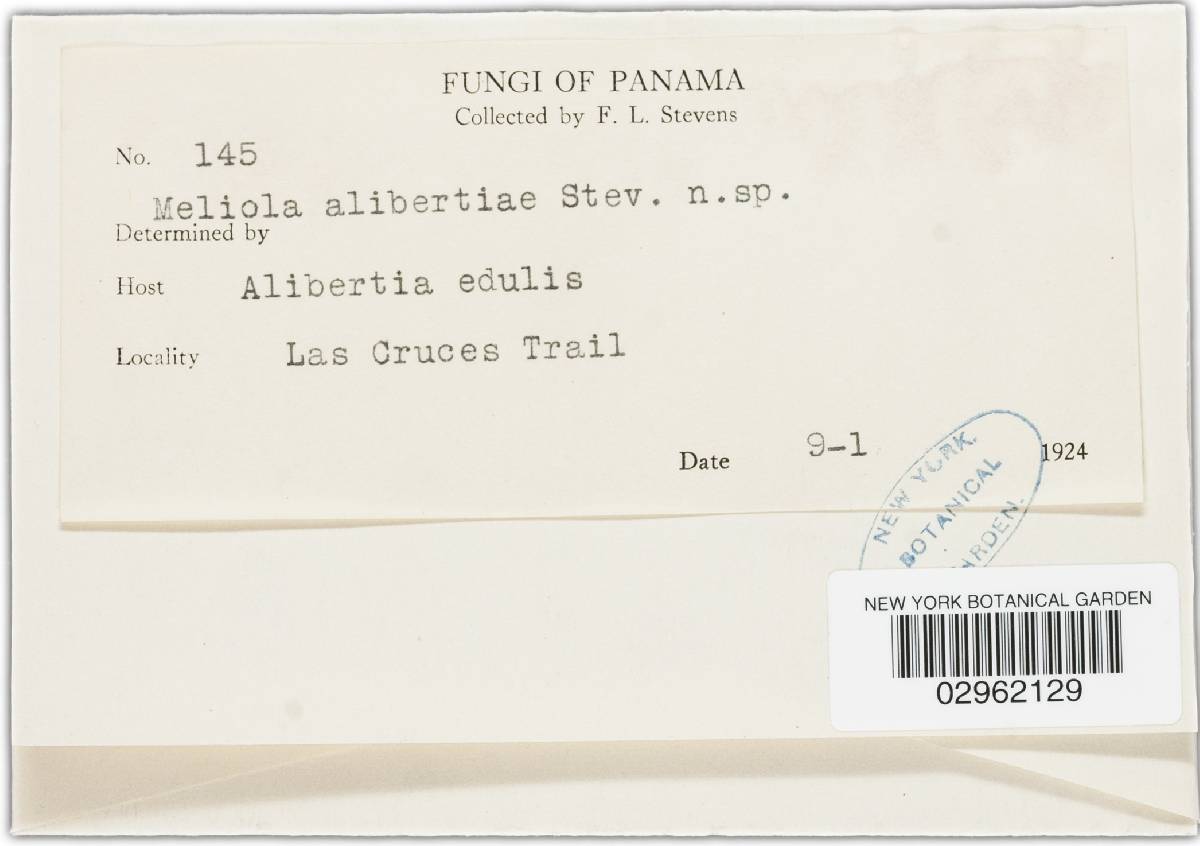 FUNGI OF PANAMA
Collected by F. L. Stevens
No. 145
Meliola alibertiae Stev. n.sp.
Determined by
Host Alibertia edulis
Locality Las Cruces Trail
Date 9-1 1924
NEW YORK.
BOTANICAL
GARDEN.
NEW YORK BOTANICAL GARDEN
02962129